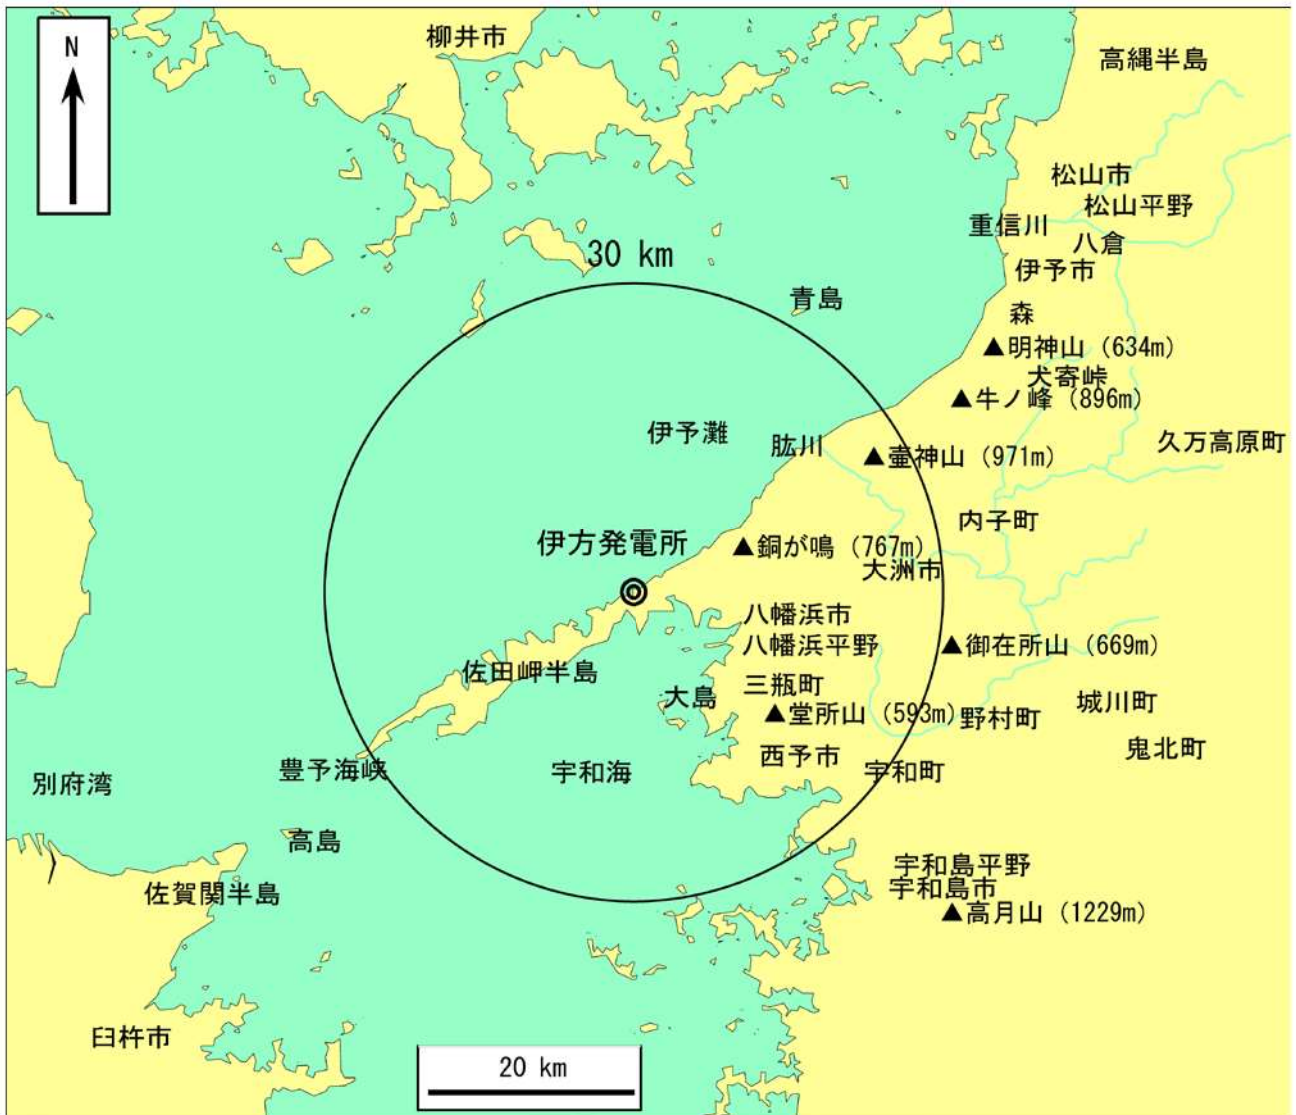 N
柳井市
高縄半島
松山市
松山平野
重信川
八倉
30 km
伊予市
青島
森
▲明神山 (634m)
犬寄峠
▲牛ノ峰 (896m)
伊予灘
肱川
久万高原町
▲壷神山 (971m)
内子町
伊方発電所
▲銅が鳴 (767m)
大洲市
八幡浜市
八幡浜平野
▲御在所山 (669m)
佐田岬半島
大島
三瓶町
城川町
▲堂所山 (593m)
野村町
鬼北町
西予市
豊予海峡
宇和海
宇和町
別府湾
高島
宇和島平野
佐賀関半島
宇和島市
▲高月山 (1229m)
臼杵市
20 km